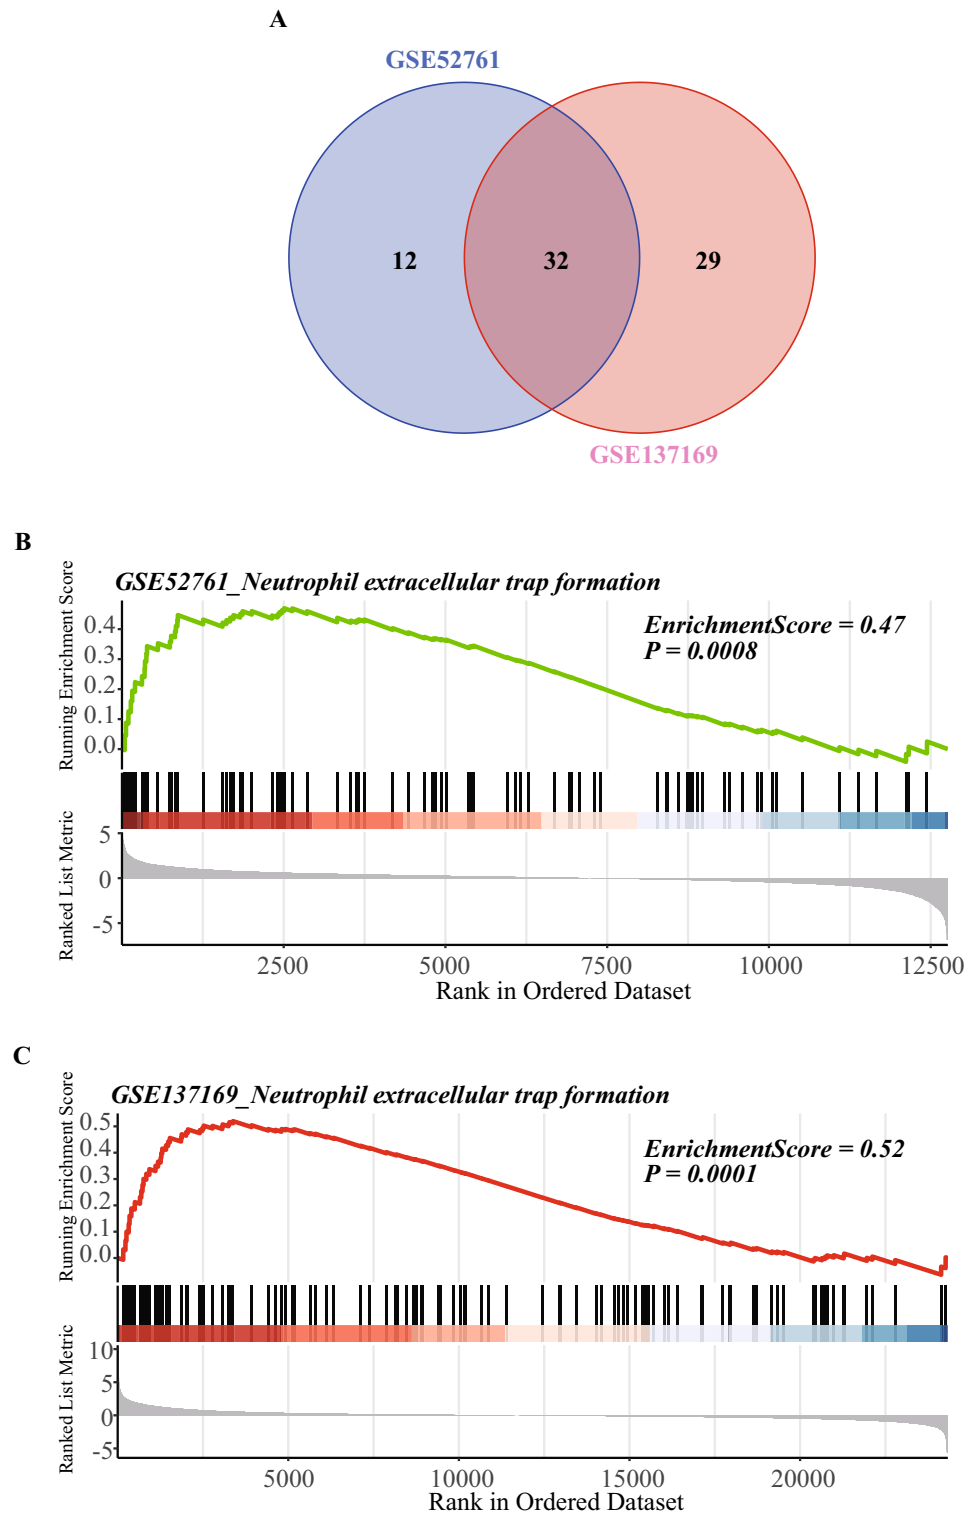 A
GSE52761
12
32
29
GSE137169
B
GSE52761_Neutrophil extracellular trap formation
EnrichmentScore = 0.47
P = 0.0008
Running Enrichment Score
0.4
0.3
0.2
0.1
0.0
Ranked List Metric
5
0
-5
2500
5000
7500
10000
12500
Rank in Ordered Dataset
C
GSE137169_Neutrophil extracellular trap formation
EnrichmentScore = 0.52
P = 0.0001
Running Enrichment Score
0.5
0.4
0.3
0.2
0.1
0.0
Ranked List Metric
10
5
0
-5
5000
10000
15000
20000
Rank in Ordered Dataset